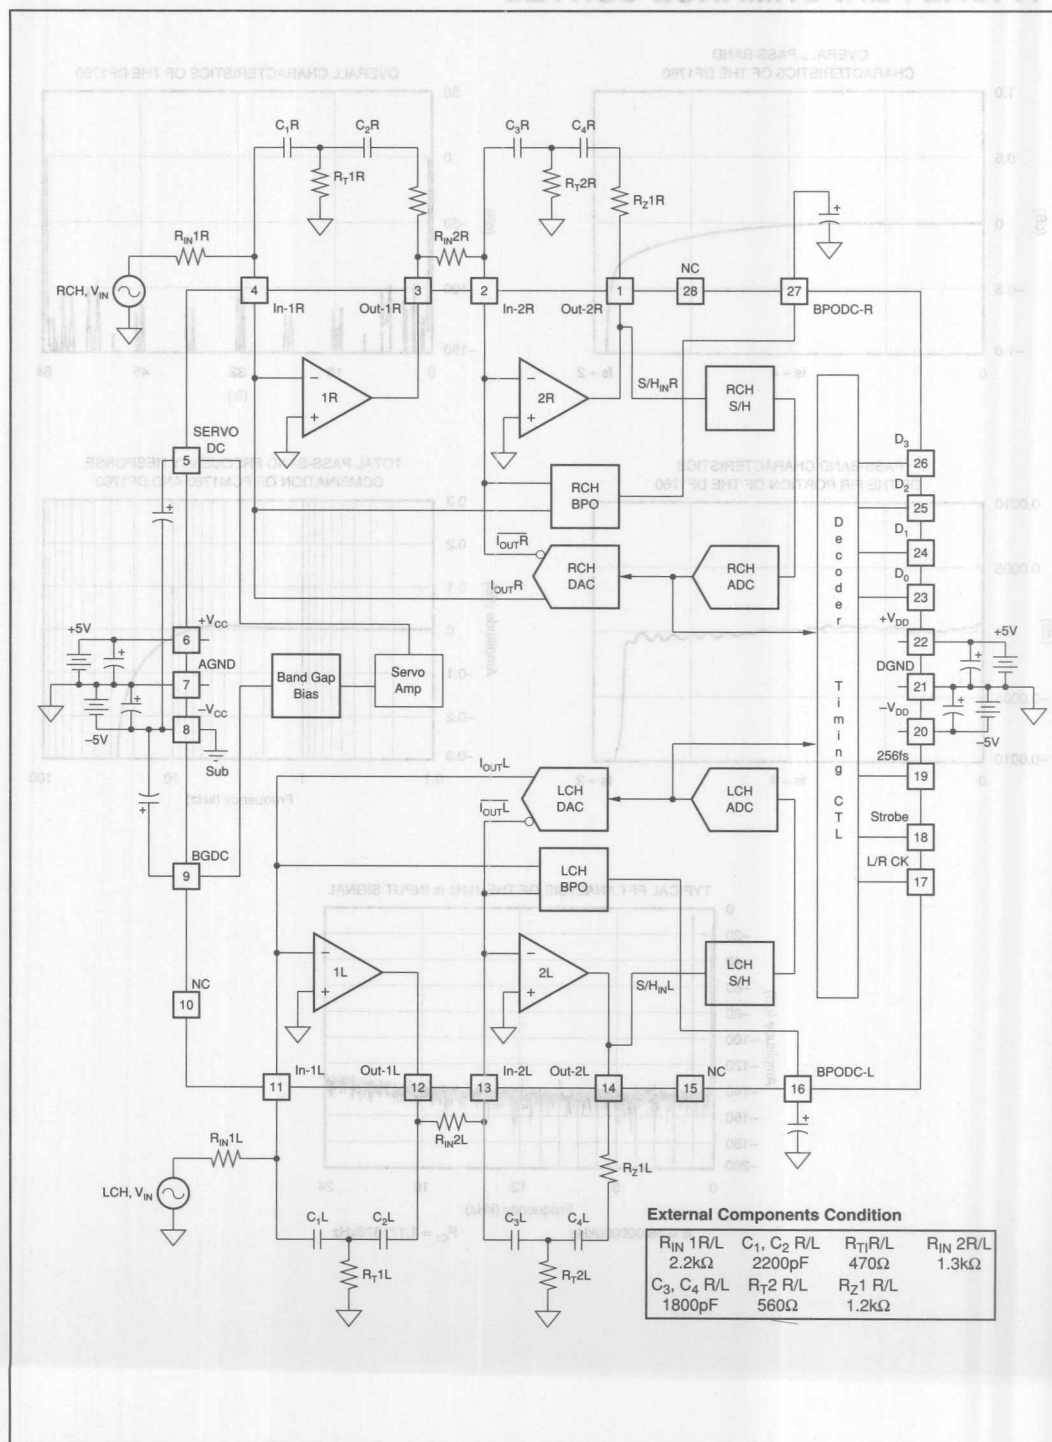 C1R C2R C3R C4R
RT1R RT2R RZ1R
RIN1R RIN2R
RCH, VIN
4 3 2 1 NC 28 27
In-1R Out-1R In-2R Out-2R BPODC-R
− + 1R − + 2R
S/HINR RCH S/H
SERVO DC
5
RCH BPO
IOUTR
IOUTR
RCH DAC
RCH ADC
Decoder
Timing CTL
D3
26
D2
25
D1
24
D0
23
+VDD
22
+5V
DGND
21
−VDD
20
−5V
256fs
19
Strobe
18
L/R CK
17
+5V
+VCC
6
AGND
7
−VCC
8
−5V
Sub
Band Gap Bias
Servo Amp
BGDC
9
NC
10
IOUTL
IOUTL
LCH DAC
LCH ADC
LCH BPO
− + 1L − + 2L
S/HINL LCH S/H
In-1L Out-1L In-2L Out-2L NC BPODC-L
11 12 13 14 15 16
RIN1L RIN2L RZ1L
LCH, VIN
C1L C2L C3L C4L
RT1L RT2L
External Components Condition
RIN 1R/L C1, C2 R/L RTIR/L RIN 2R/L
2.2kΩ 2200pF 470Ω 1.3kΩ
C3, C4 R/L RT2 R/L RZ1 R/L
1800pF 560Ω 1.2kΩ